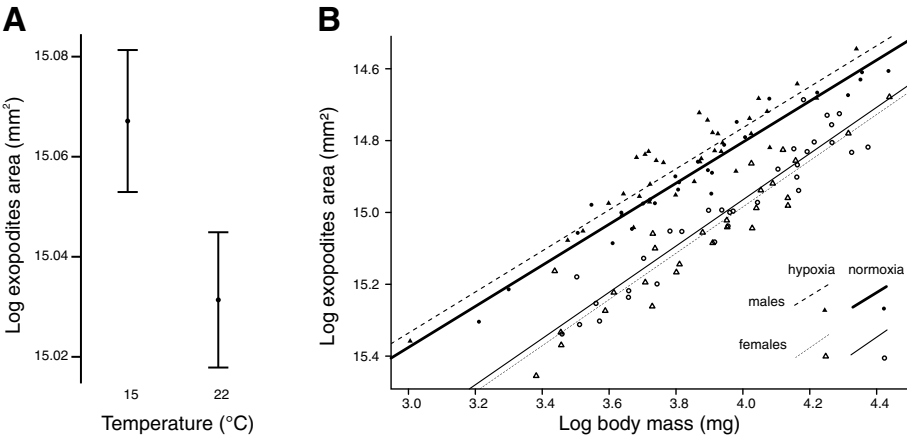 A
Log exopodites area (mm²)
15.08
15.06
15.04
15.02
15
22
Temperature (°C)
B
Log exopodites area (mm²)
14.6
14.8
15.0
15.2
15.4
3.0
3.2
3.4
3.6
3.8
4.0
4.2
4.4
Log body mass (mg)
hypoxia normoxia
males
females